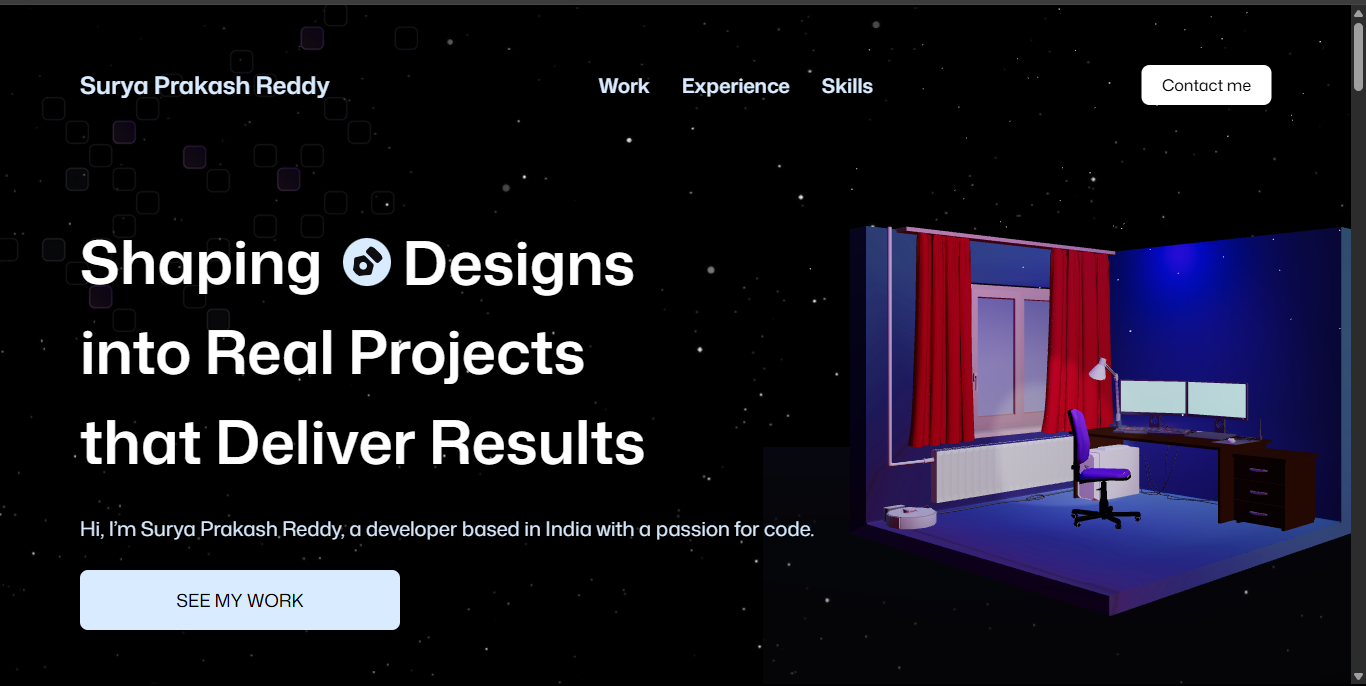 Surya Prakash Reddy
Work Experience Skills
Contact me
Shaping Designs
into Real Projects
that Deliver Results
Hi, I’m Surya Prakash Reddy, a developer based in India with a passion for code.
SEE MY WORK